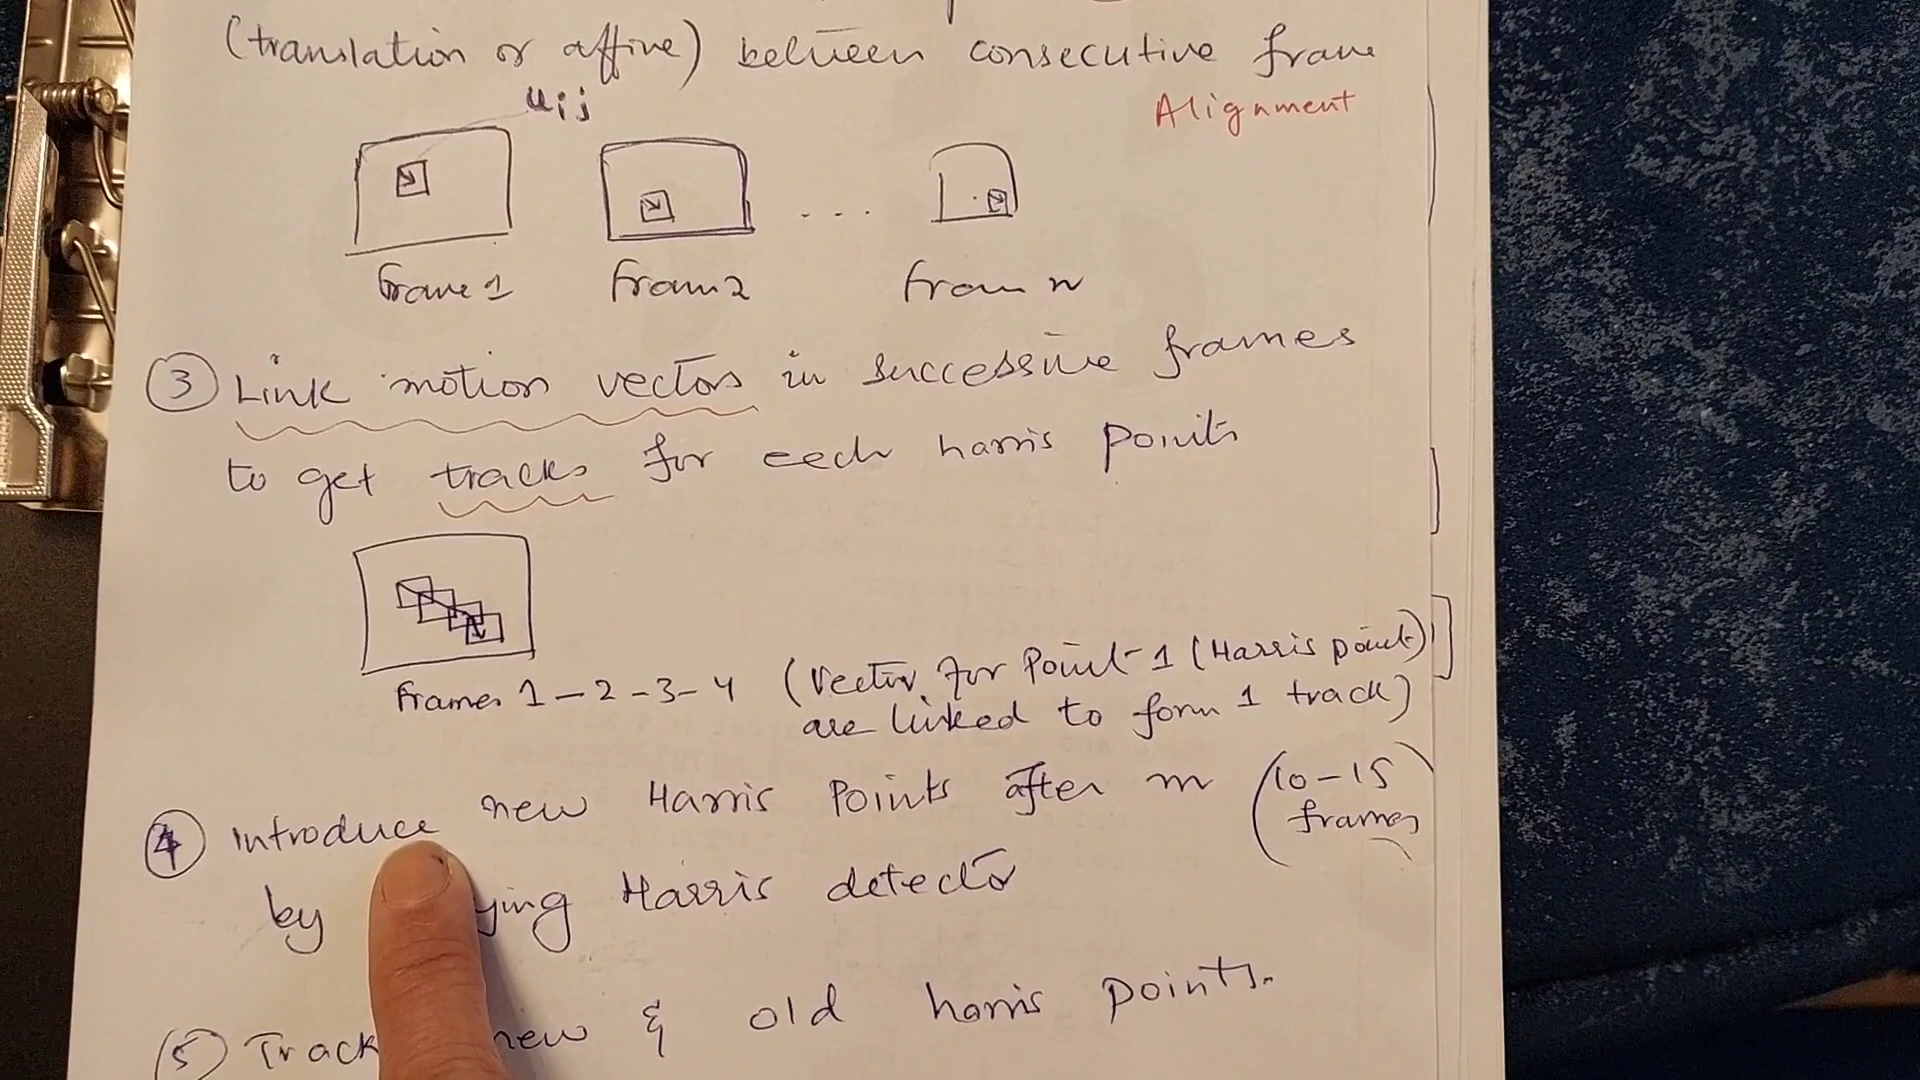 (translation or affine) between consecutive frame
Alignment
uij
frame 1 fram 2 ... fram n
③ Link motion vectors in successive frames
to get tracks for each harris points
Frames 1-2-3-4 (Vector for Point-1 (Harris point)
are linked to form 1 track)
④ Introduce new Harris Points after m (10-15
frames
by ying Harris detector
⑤ Track new & old harris points.